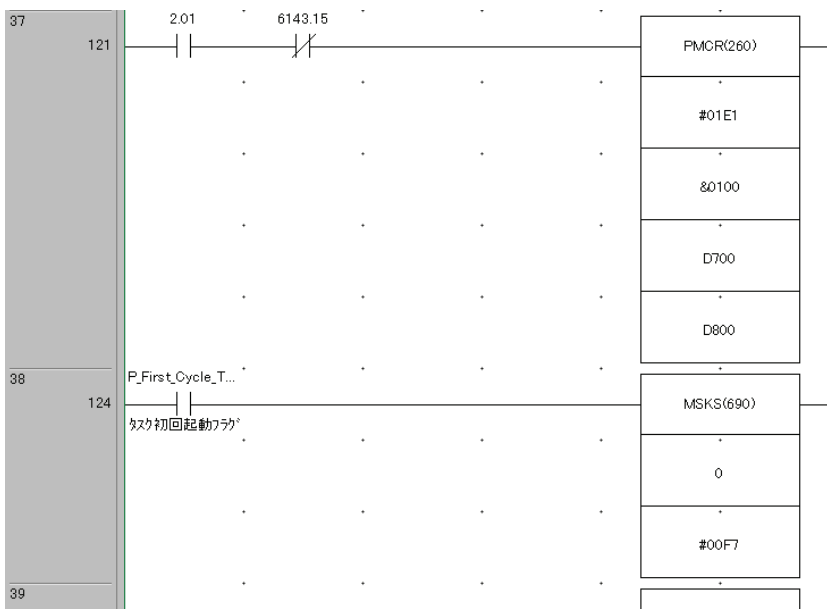 37
2.01
6143.15
121
PMCR(260)
#01E1
&0100
D700
D800
38
P_First_Cycle_T...
124
MSKS(690)
ﾀｽｸ初回起動ﾌﾗｸﾞ
0
#00F7
39